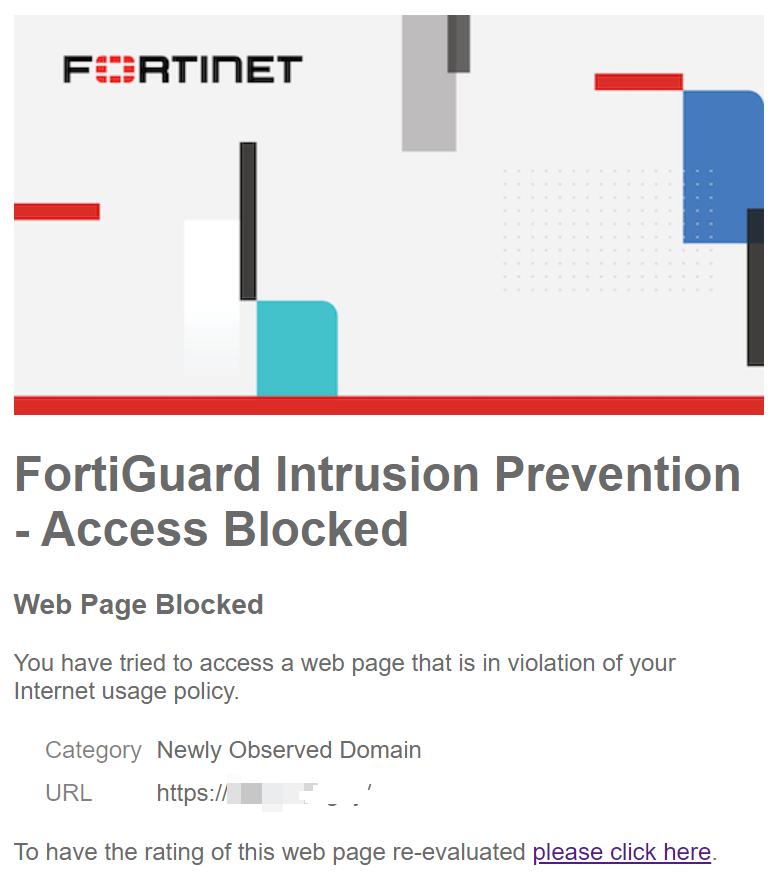 FORTINET
FortiGuard Intrusion Prevention
- Access Blocked
Web Page Blocked
You have tried to access a web page that is in violation of your
Internet usage policy.
Category Newly Observed Domain
URL https://
To have the rating of this web page re-evaluated please click here.